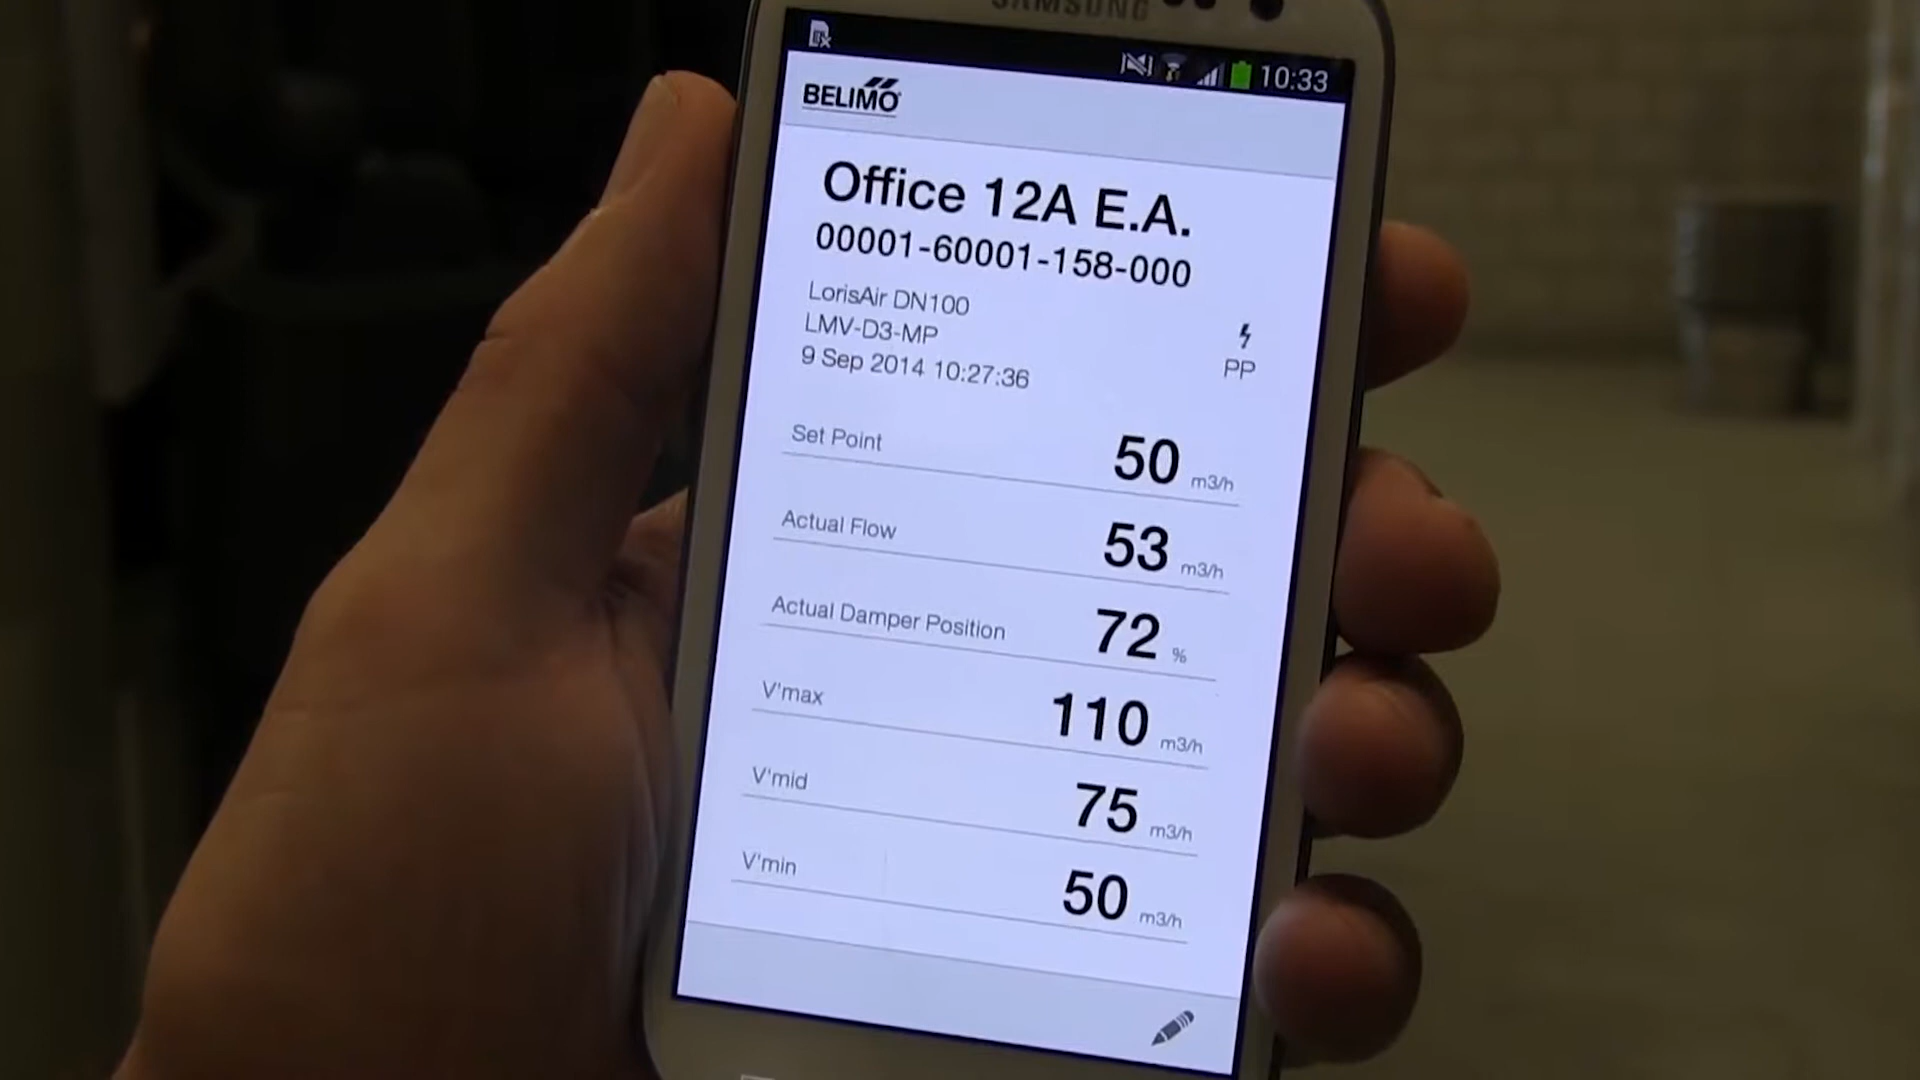 SAMSUNG
10:33
BELIMO
Office 12A E.A.
00001-60001-158-000
LorisAir DN100
LMV-D3-MP
9 Sep 2014 10:27:36
PP
Set Point 50 m3/h
Actual Flow 53 m3/h
Actual Damper Position 72 %
V'max 110 m3/h
V'mid 75 m3/h
V'min 50 m3/h